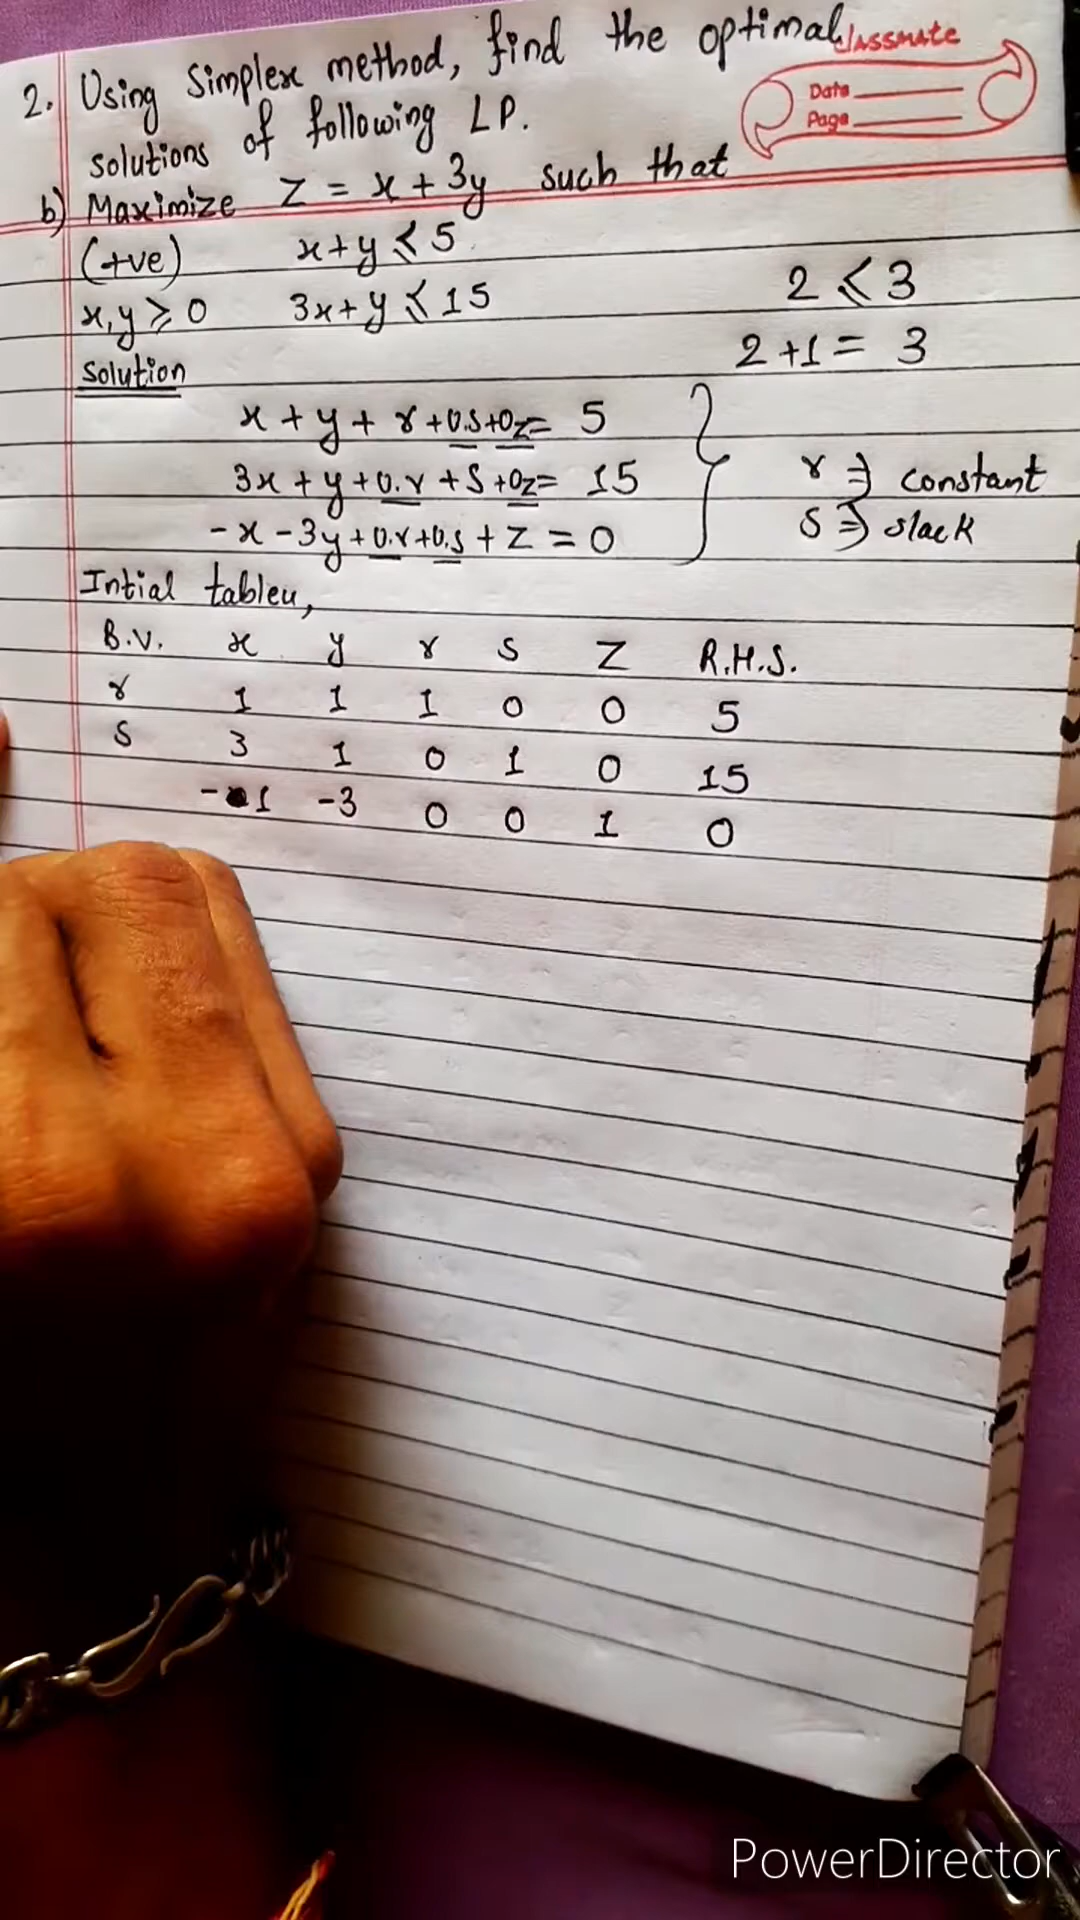 classmate
Date
Page
2. Using Simplex method, find the optimal
solutions of following LP.
b) Maximize Z = x + 3y such that
(+ve) x+y ≤ 5
x,y ≥ 0 3x+y ≤ 15
2 ≤ 3
2 +1 = 3
Solution
x + y + r + 0.s + 0z = 5
3x + y + 0.r + s + 0z = 15
-x - 3y + 0.r + 0.s + z = 0
r ⇒ constant
s ⇒ slack
Intial tableu,
B.V. x y r s Z R.H.S.
r 1 1 1 0 0 5
s 3 1 0 1 0 15
-1 -3 0 0 1 0
PowerDirector